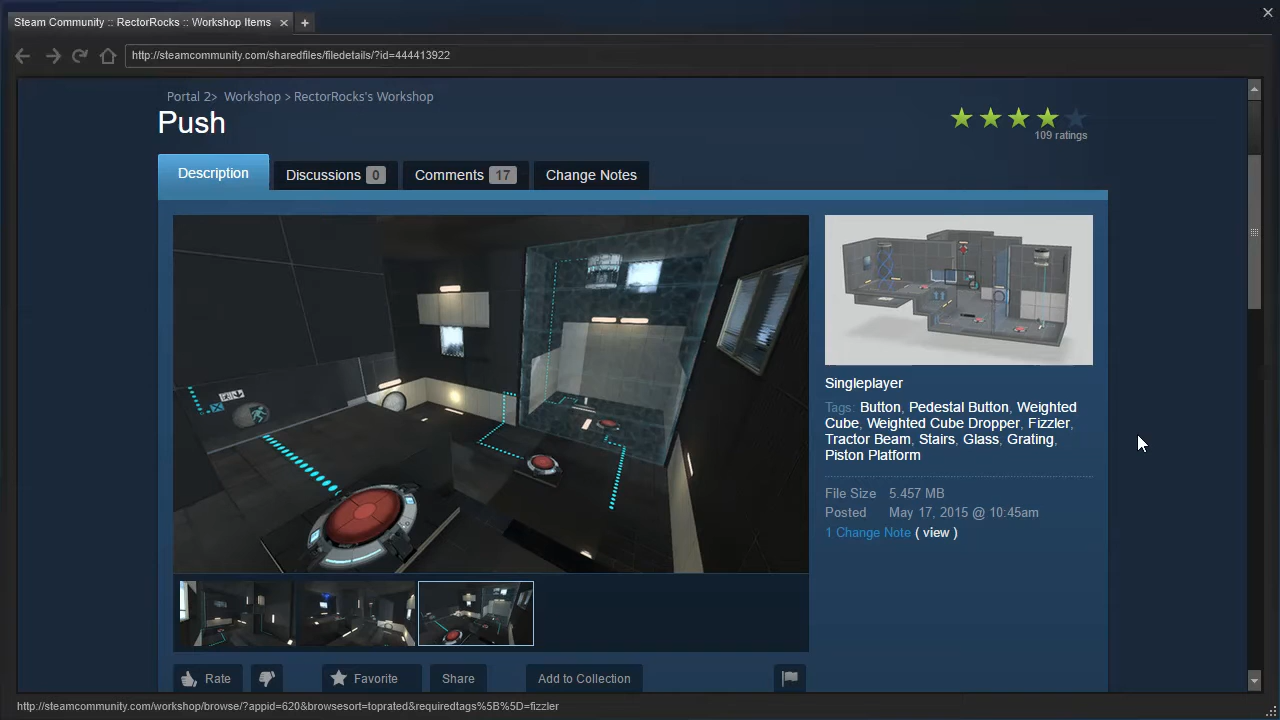 Steam Community :: RectorRocks :: Workshop Items
http://steamcommunity.com/sharedfiles/filedetails/?id=444413922
Portal 2> Workshop > RectorRocks's Workshop
Push
109 ratings
Description
Discussions 0
Comments 17
Change Notes
Singleplayer
Tags: Button, Pedestal Button, Weighted
Cube, Weighted Cube Dropper, Fizzler,
Tractor Beam, Stairs, Glass, Grating,
Piston Platform
File Size 5.457 MB
Posted May 17, 2015 @ 10:45am
1 Change Note ( view )
Rate
Favorite
Share
Add to Collection
http://steamcommunity.com/workshop/browse/?appid=620&browsesort=toprated&requiredtags%5B%5D=fizzler